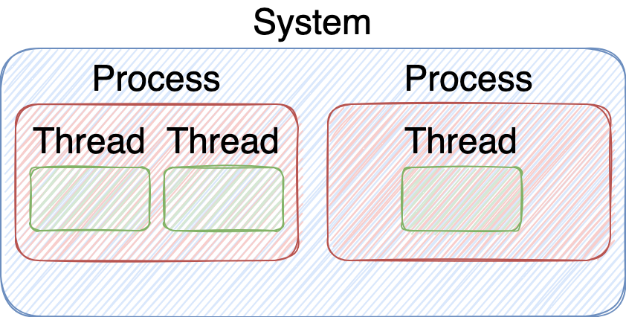 System
Process
Process
Thread Thread
Thread